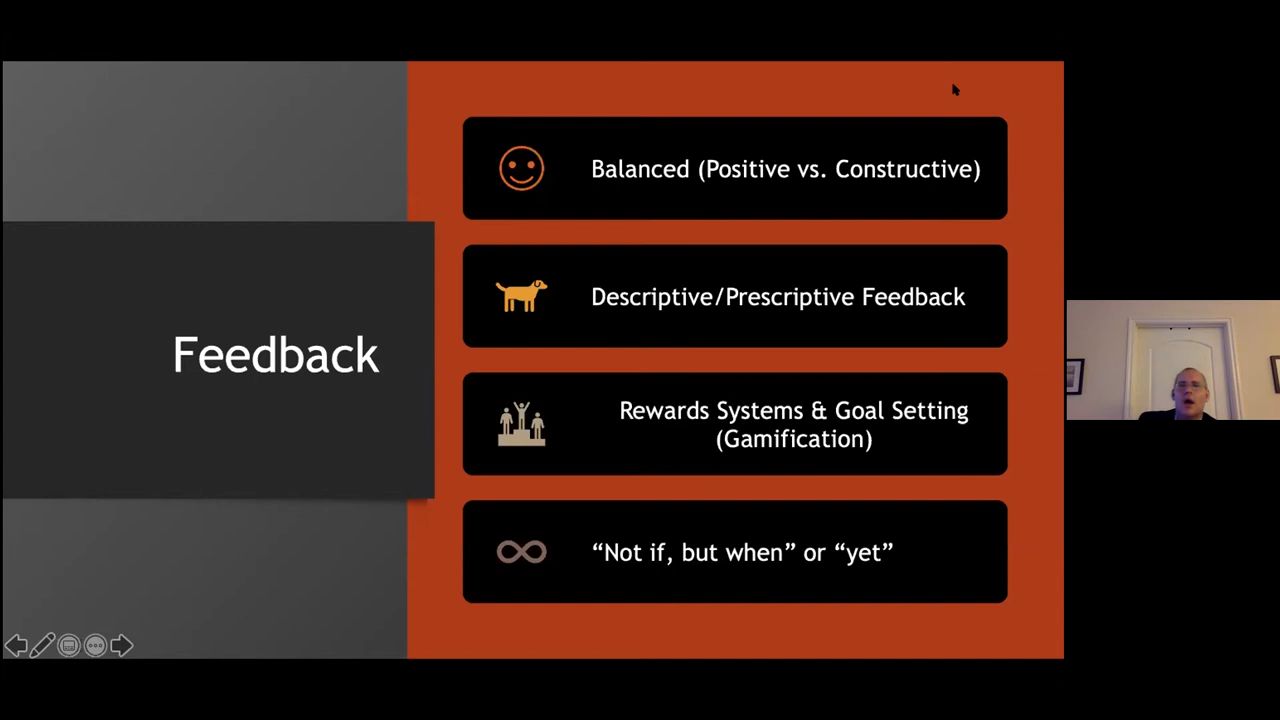 Feedback
Balanced (Positive vs. Constructive)
Descriptive/Prescriptive Feedback
Rewards Systems & Goal Setting
(Gamification)
“Not if, but when” or “yet”